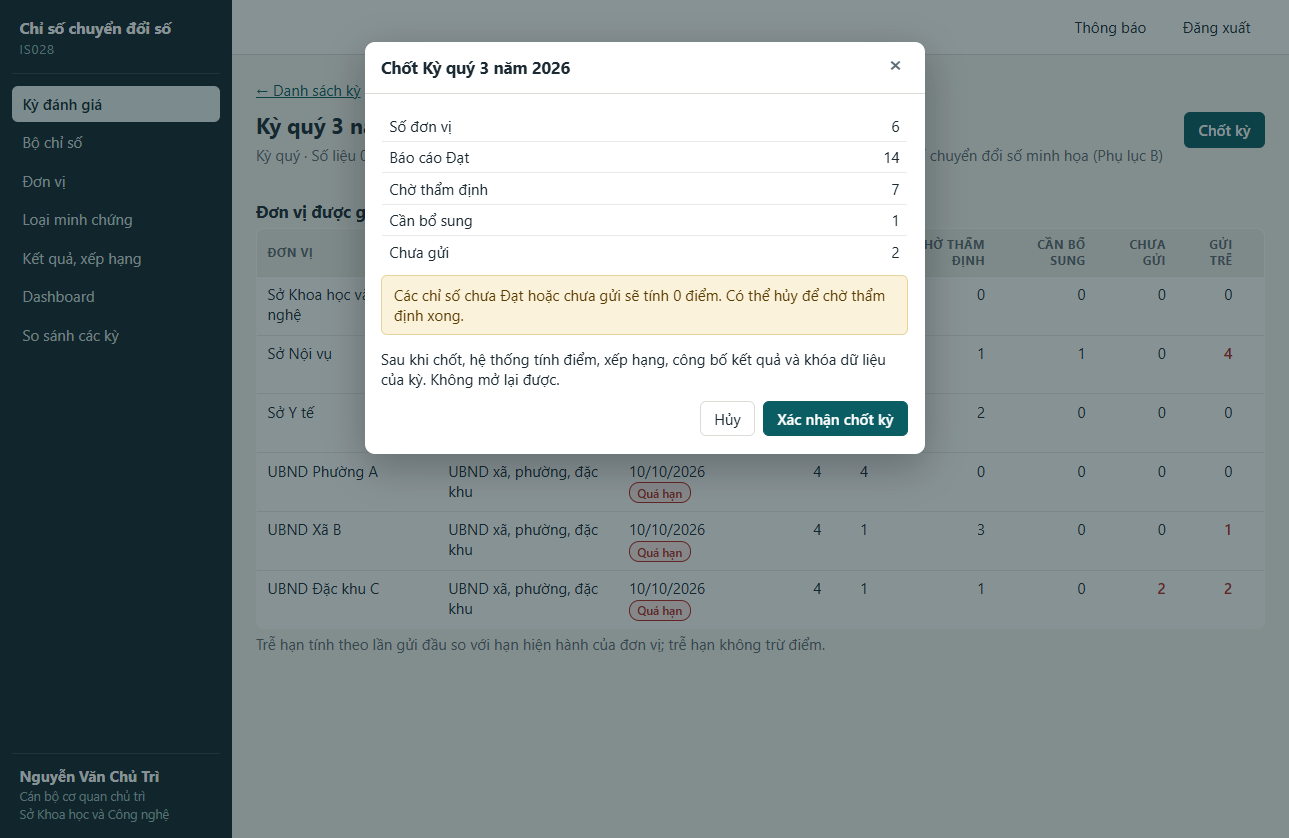 Chỉ số chuyển đổi số
IS028
Kỳ đánh giá
Bộ chỉ số
Đơn vị
Loại minh chứng
Kết quả, xếp hạng
Dashboard
So sánh các kỳ
Nguyễn Văn Chủ Trì
Cán bộ cơ quan chủ trì
Sở Khoa học và Công nghệ
Thông báo Đăng xuất
← Danh sách kỳ
Kỳ quý 3
Chốt kỳ
Kỳ quý · Số liệu chuyển đổi số minh họa (Phụ lục B)
Chốt Kỳ quý 3 năm 2026 ×
Số đơn vị 6
Báo cáo Đạt 14
Chờ thẩm định 7
Cần bổ sung 1
Chưa gửi 2
Các chỉ số chưa Đạt hoặc chưa gửi sẽ tính 0 điểm. Có thể hủy để chờ thẩm
định xong.
Sau khi chốt, hệ thống tính điểm, xếp hạng, công bố kết quả và khóa dữ liệu
của kỳ. Không mở lại được.
Hủy Xác nhận chốt kỳ
Đơn vị được
ĐƠN VỊ THẨM CẦN BỔ CHƯA GỬI
ĐỊNH SUNG GỬI TRỄ
Sở Khoa học 0 0 0 0
nghệ
Sở Nội vụ 1 1 0 4
Sở Y tế 2 0 0 0
UBND Phường A UBND xã, phường, đặc 10/10/2026 4 4 0 0 0 0
khu Quá hạn
UBND Xã B UBND xã, phường, đặc 10/10/2026 4 1 3 0 0 1
khu Quá hạn
UBND Đặc khu C UBND xã, phường, đặc 10/10/2026 4 1 1 0 2 2
khu Quá hạn
Trễ hạn tính theo lần gửi đầu so với hạn hiện hành của đơn vị; trễ hạn không trừ điểm.